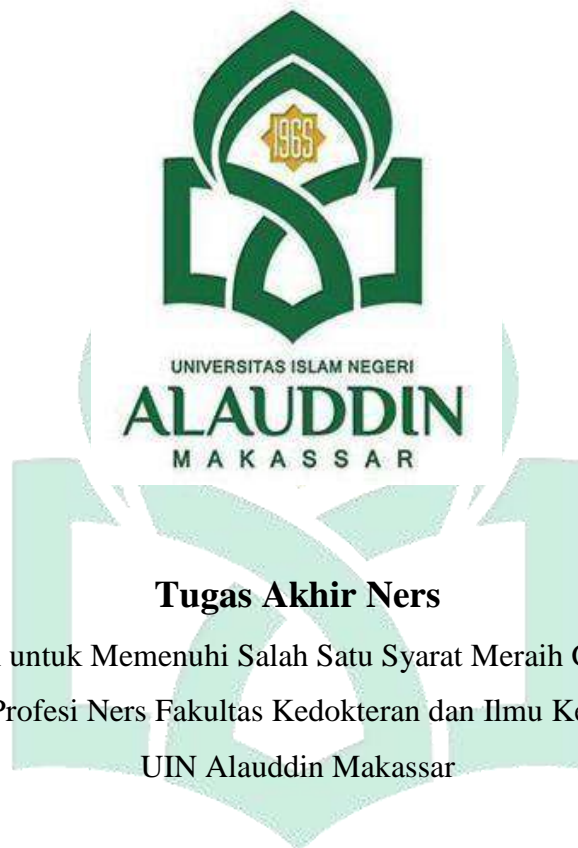 1965
UNIVERSITAS ISLAM NEGERI
ALAUDDIN
MAKASSAR
Tugas Akhir Ners
untuk Memenuhi Salah Satu Syarat Meraih
Profesi Ners Fakultas Kedokteran dan Ilmu
UIN Alauddin Makassar